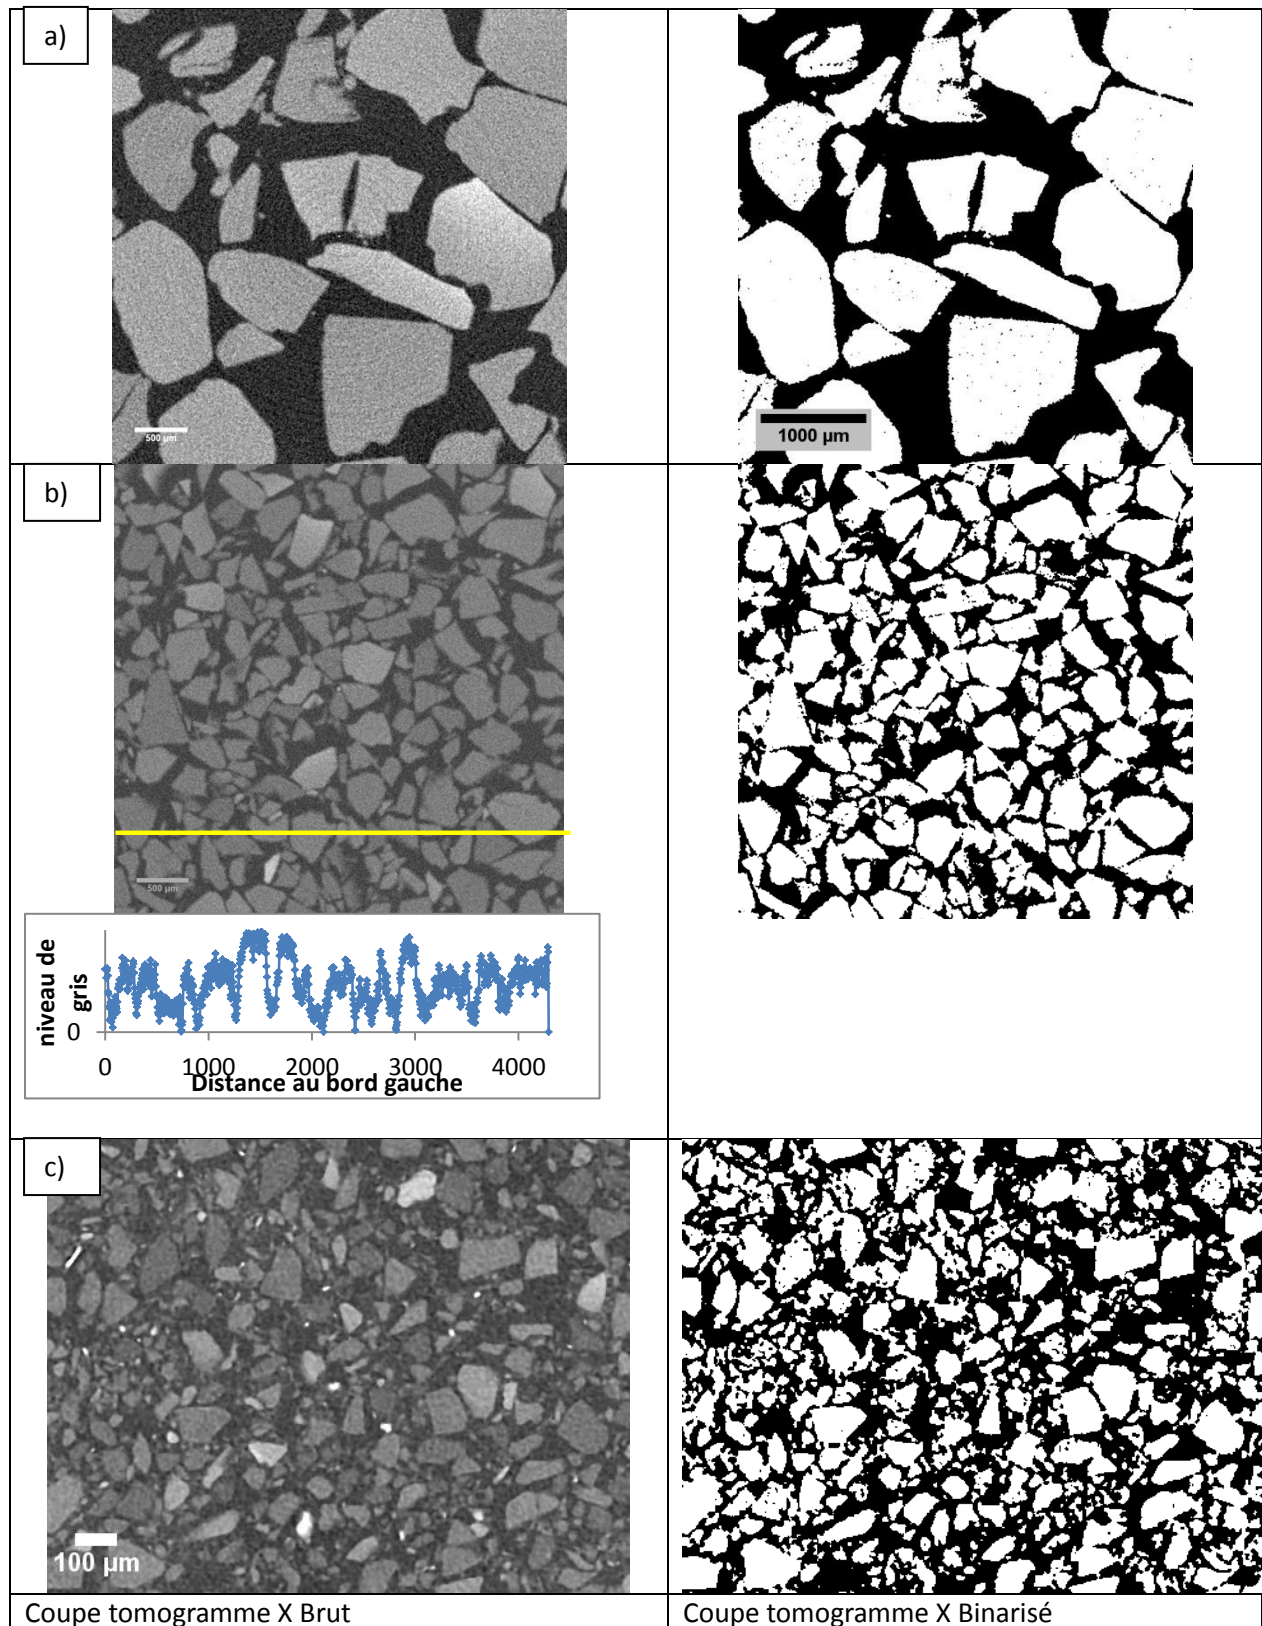 a)
500 µm
1000 µm
b)
500 µm
niveau de
gris
0
0 1000 2000 3000 4000
Distance au bord gauche
c)
100 µm
Coupe tomogramme X Brut
Coupe tomogramme X Binarisé